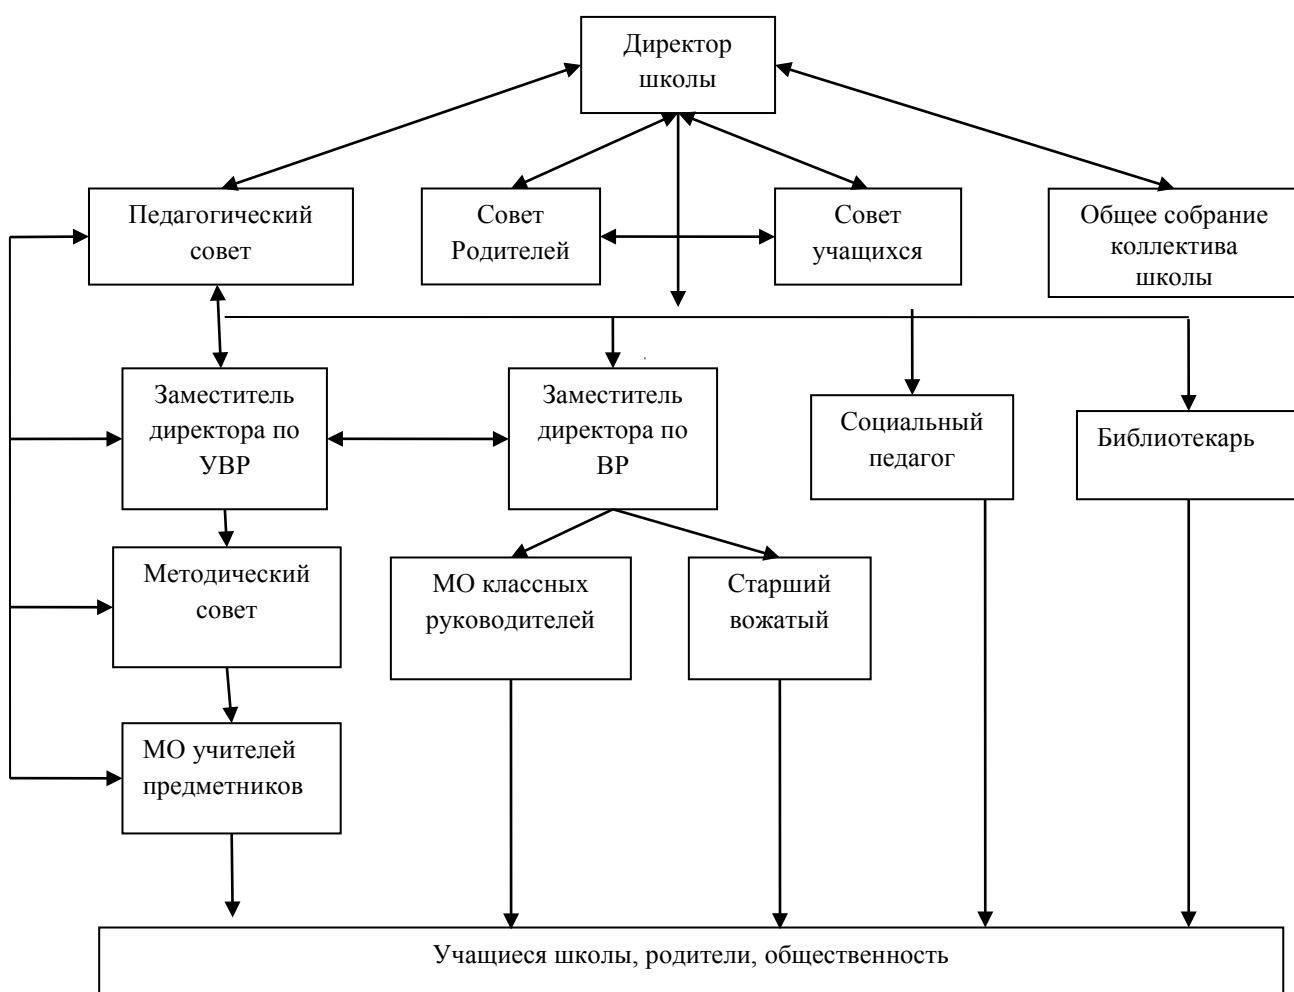 Директор
школы
Педагогический
совет
Совет
Родителей
Совет
учащихся
Общее собрание
коллектива
школы
Заместитель
директора по
УВР
Заместитель
директора по
ВР
Социальный
педагог
Библиотекарь
Методический
совет
МО классных
руководителей
Старший
вожатый
МО учителей
предметников
Учащиеся школы, родители, общественность